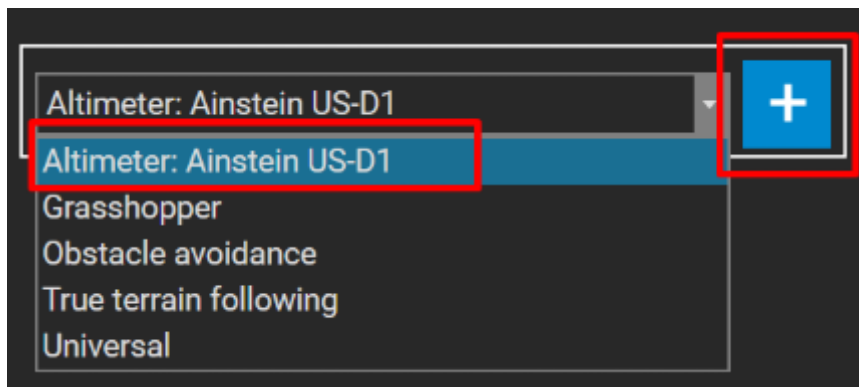 Altimeter: Ainstein US-D1
Altimeter: Ainstein US-D1
Grasshopper
Obstacle avoidance
True terrain following
Universal